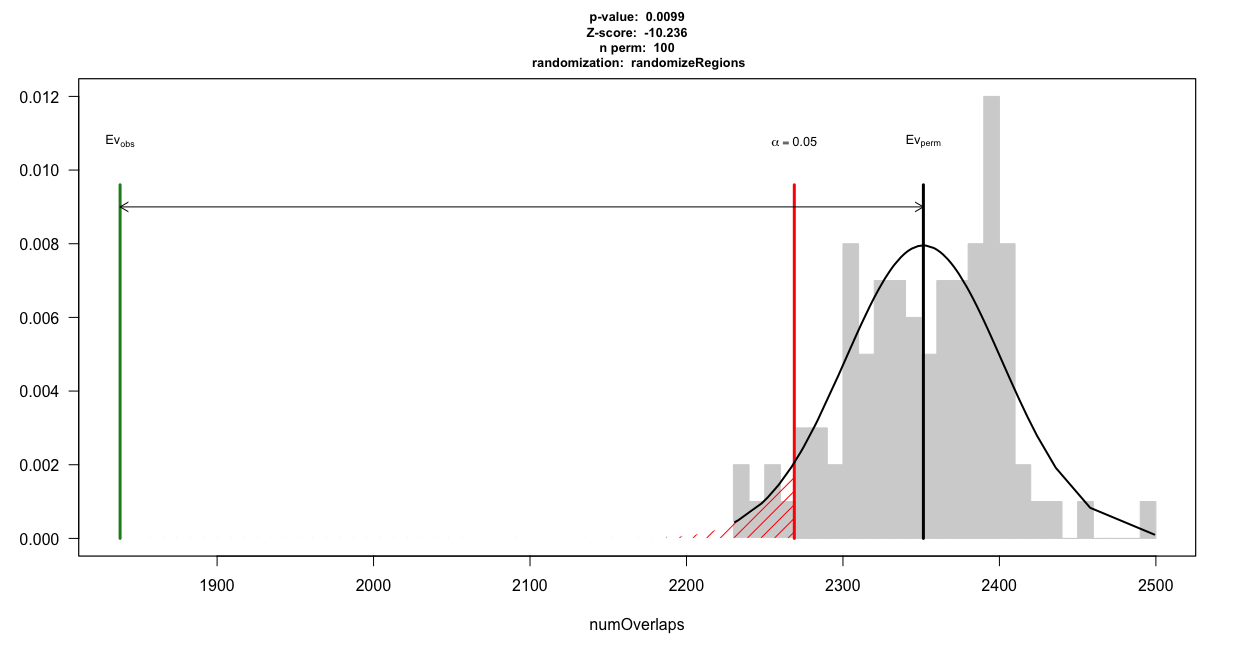 p-value: 0.0099
Z-score: -10.236
n perm: 100
randomization: randomizeRegions
0.012
0.010
0.008
0.006
0.004
0.002
0.000
Evobs
α = 0.05
Evperm
1900 2000 2100 2200 2300 2400 2500
numOverlaps